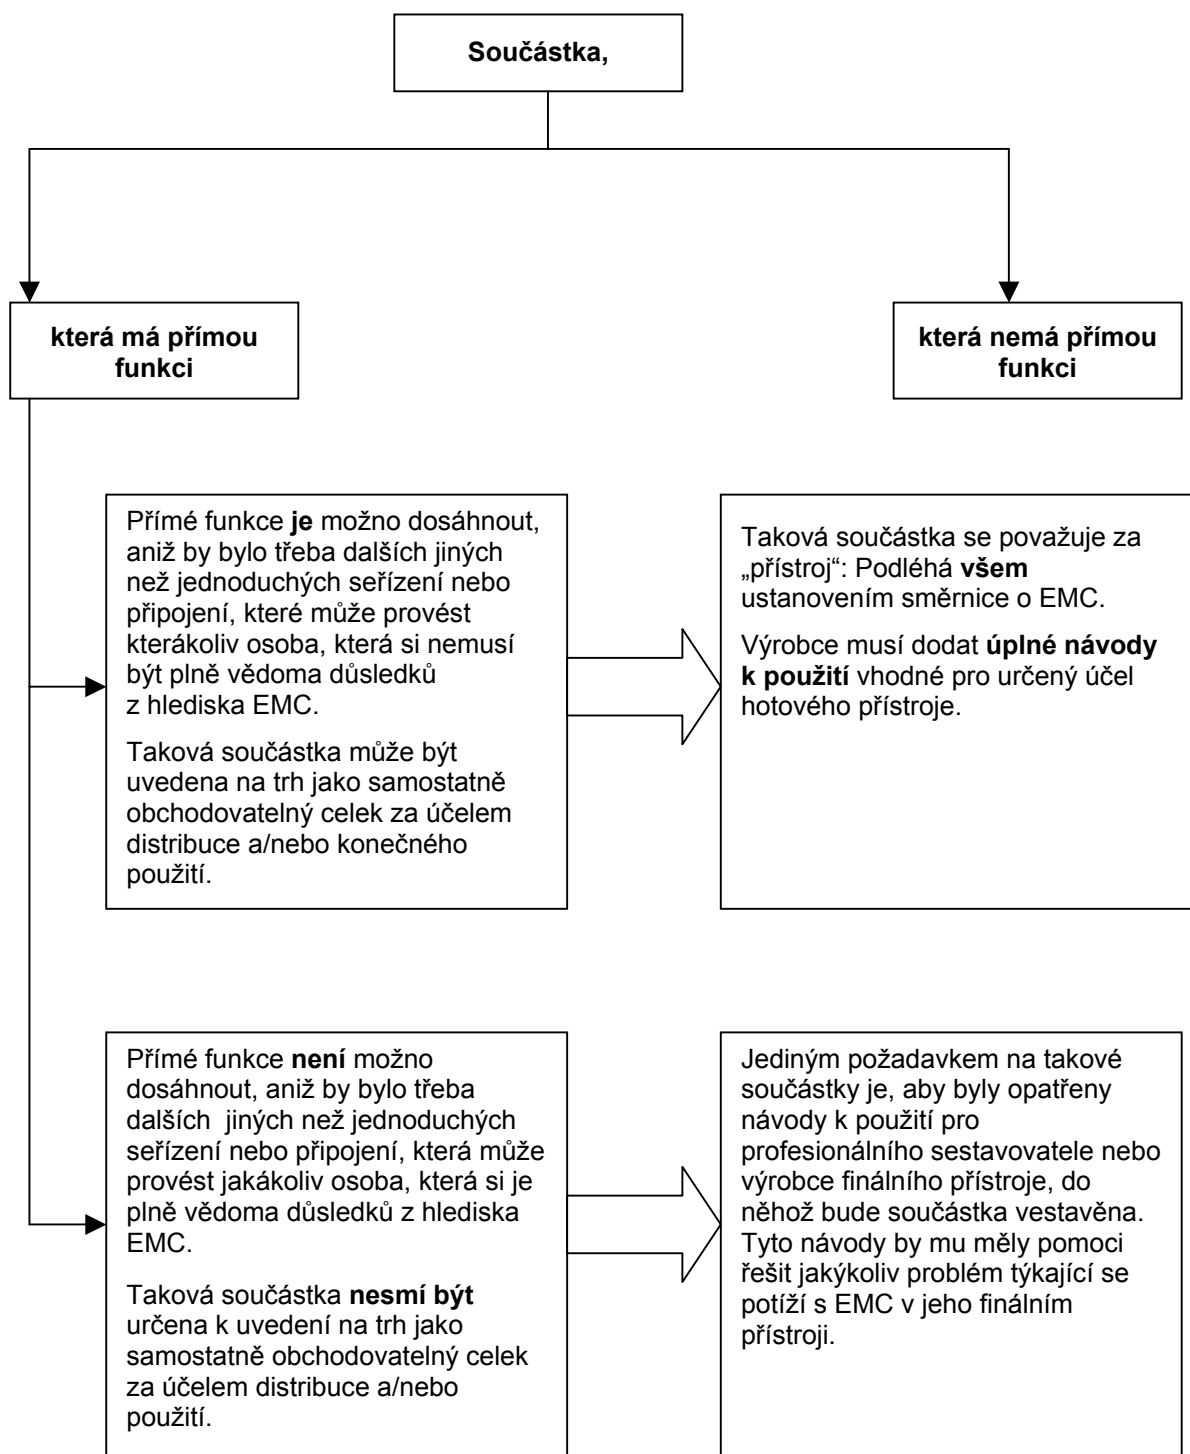 Součástka,
která má přímou
funkci
která nemá přímou
funkci
Přímé funkce je možno dosáhnout,
aniž by bylo třeba dalších jiných
než jednoduchých seřízení nebo
připojení, které může provést
kterákoliv osoba, která si nemusí
být plně vědoma důsledků
z hlediska EMC.
Taková součástka může být
uvedena na trh jako samostatně
obchodovatelný celek za účelem
distribuce a/nebo konečného
použití.
Taková součástka se považuje za
„přístroj“: Podléhá všem
ustanovením směrnice o EMC.
Výrobce musí dodat úplné návody
k použití vhodné pro určený účel
hotového přístroje.
Přímé funkce není možno
dosáhnout, aniž by bylo třeba
dalších jiných než jednoduchých
seřízení nebo připojení, která může
provést jakákoliv osoba, která si je
plně vědoma důsledků z hlediska
EMC.
Taková součástka nesmí být
určena k uvedení na trh jako
samostatně obchodovatelný celek
za účelem distribuce a/nebo
použití.
Jediným požadavkem na takové
součástky je, aby byly opatřeny
návody k použití pro
profesionálního sestavovatele nebo
výrobce finálního přístroje, do
něhož bude součástka vestavěna.
Tyto návody by mu měly pomoci
řešit jakýkoliv problém týkající se
potíží s EMC v jeho finálním
přístroji.